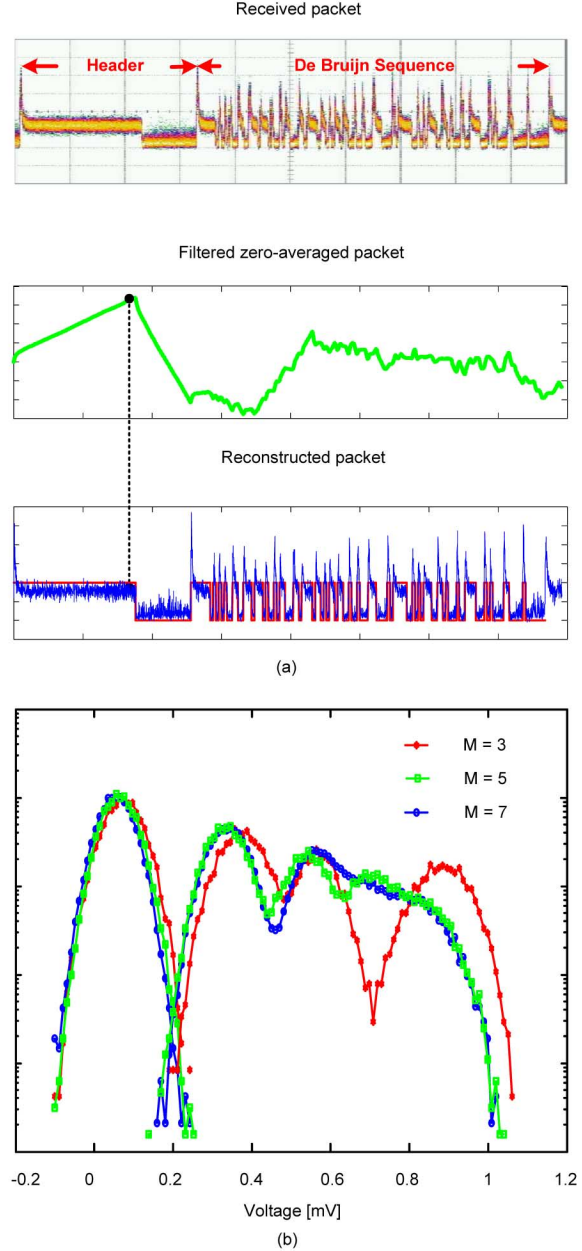 Received packet
Header
De Bruijn Sequence
Filtered zero-averaged packet
Reconstructed packet
(a)
M = 3
M = 5
M = 7
-0.2 0 0.2 0.4 0.6 0.8 1 1.2
Voltage [mV]
(b)